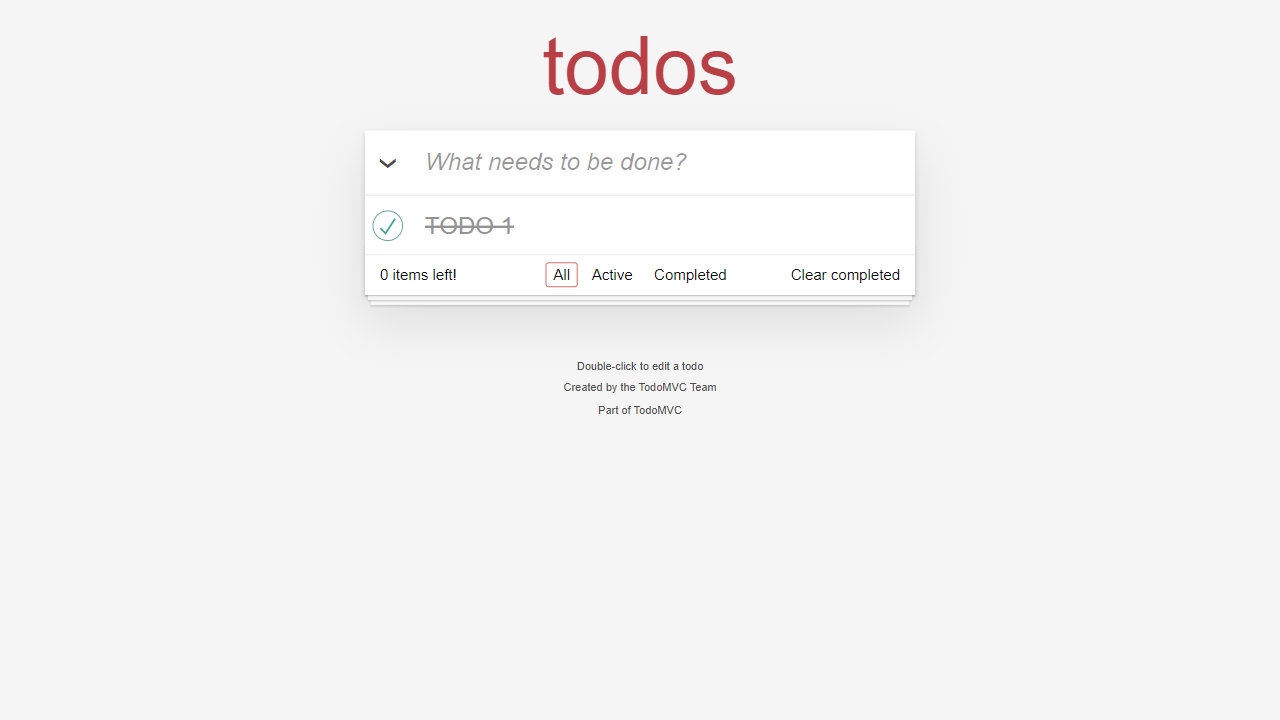 todos
What needs to be done?
TODO 1
0 items left! All Active Completed Clear completed
Double-click to edit a todo
Created by the TodoMVC Team
Part of TodoMVC